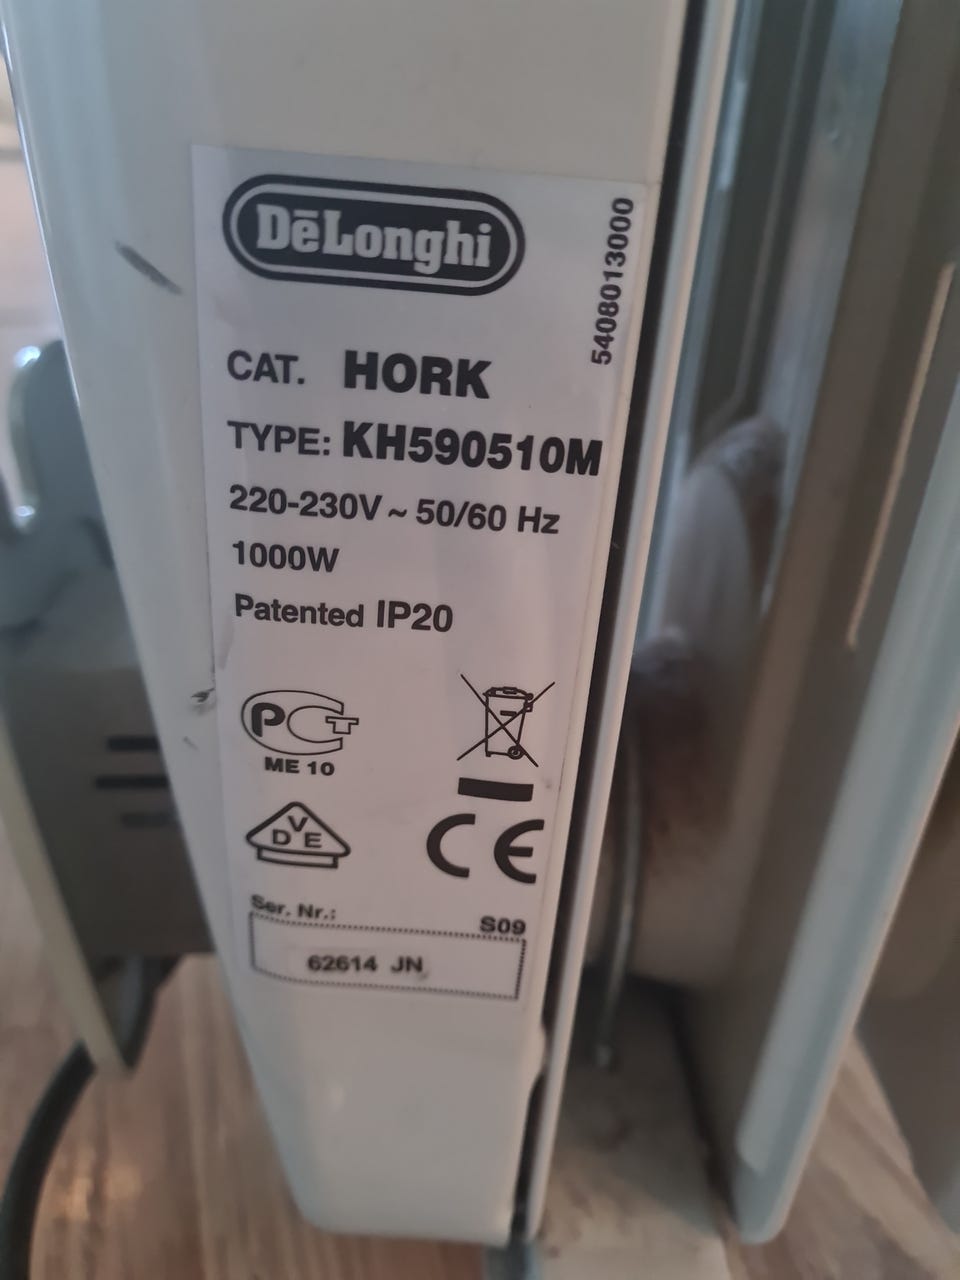 DēLonghi
5408013000
CAT. HORK
TYPE: KH590510M
220-230V ~ 50/60 Hz
1000W
Patented IP20
PCT
ME 10
DVE
CE
Ser. Nr.:
S09
62614 JN